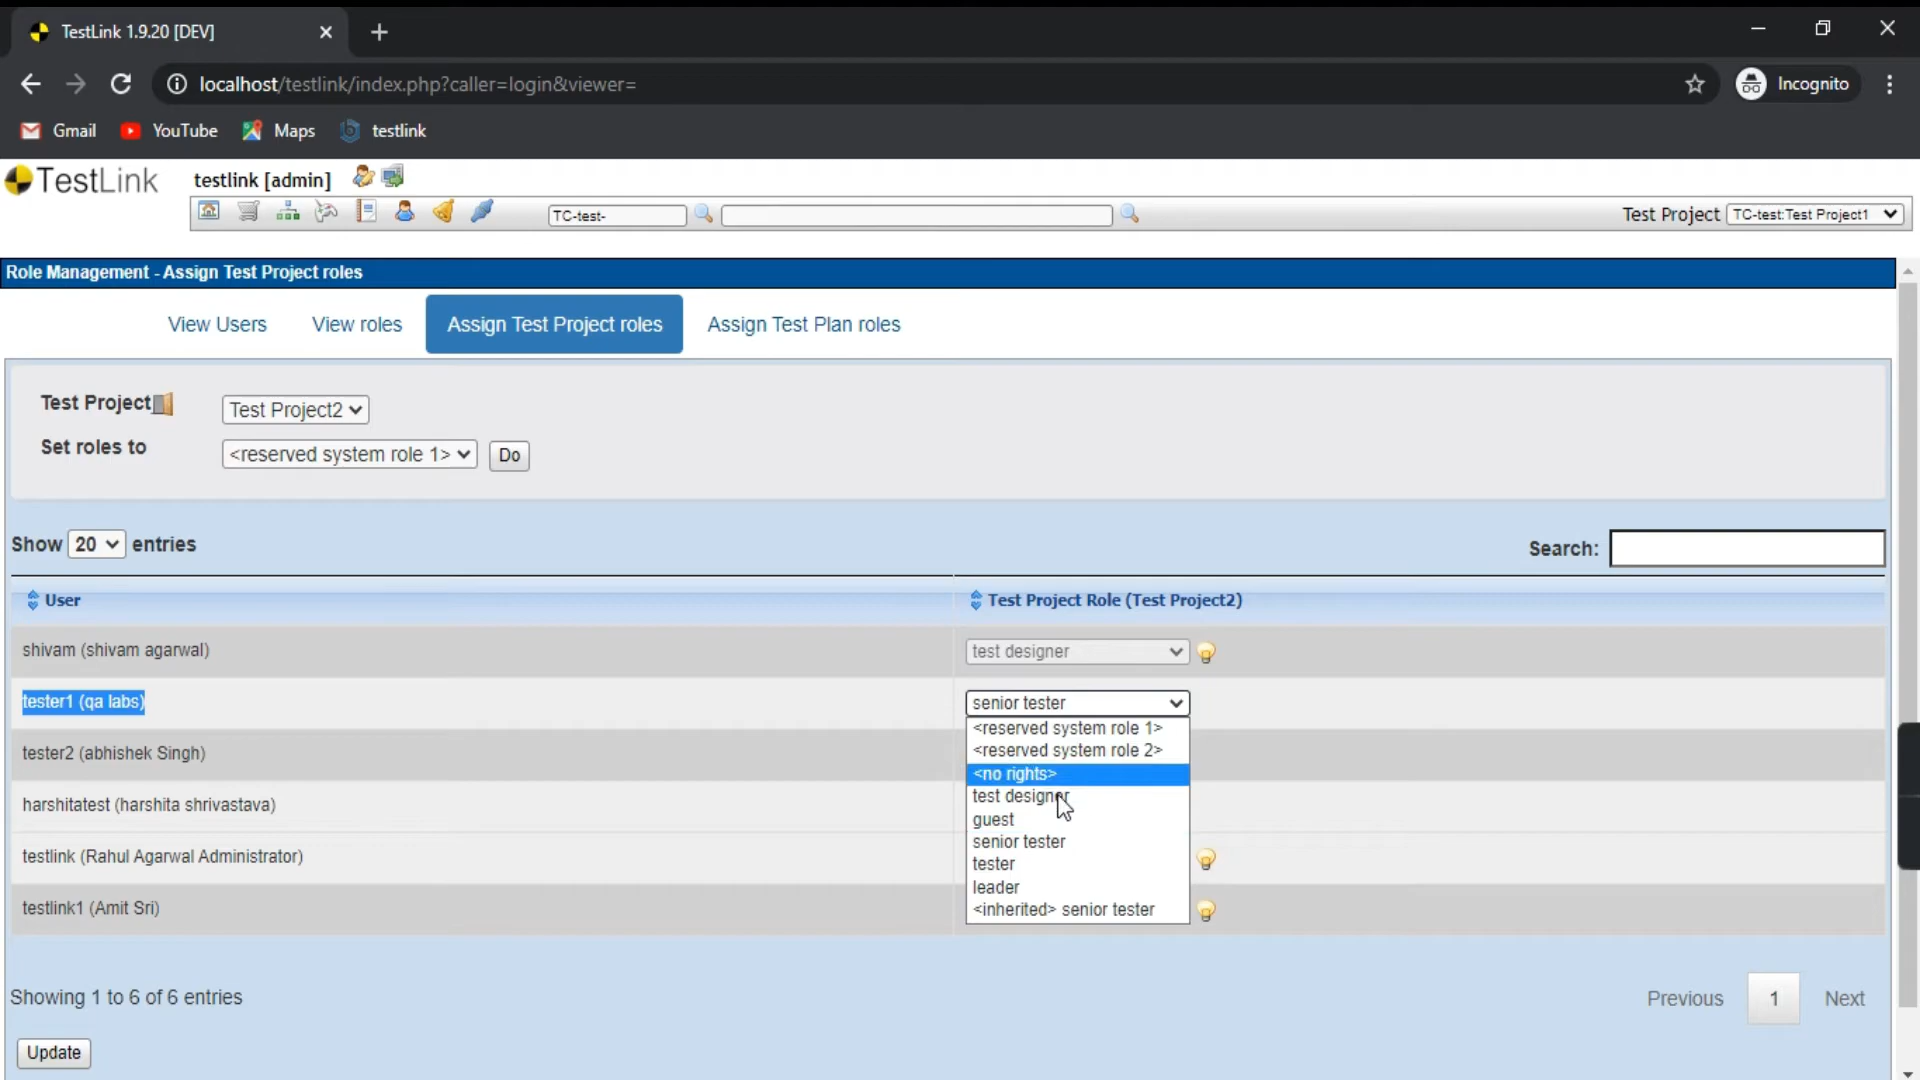 TestLink 1.9.20 [DEV]
localhost/testlink/index.php?caller=login&viewer=
Incognito
Gmail YouTube Maps testlink
TestLink testlink [admin]
TC-test- Test Project TC-test:Test Project1
Role Management - Assign Test Project roles
View Users View roles Assign Test Project roles Assign Test Plan roles
Test Project Test Project2
Set roles to <reserved system role 1> Do
Show 20 entries Search:
User Test Project Role (Test Project2)
shivam (shivam agarwal) test designer
tester1 (qa labs) senior tester
<reserved system role 1>
<reserved system role 2>
tester2 (abhishek Singh)
<no rights>
test designer
harshitatest (harshita shrivastava)
guest
senior tester
testlink (Rahul Agarwal Administrator)
tester
leader
testlink1 (Amit Sri) <inherited> senior tester
Showing 1 to 6 of 6 entries Previous 1 Next
Update